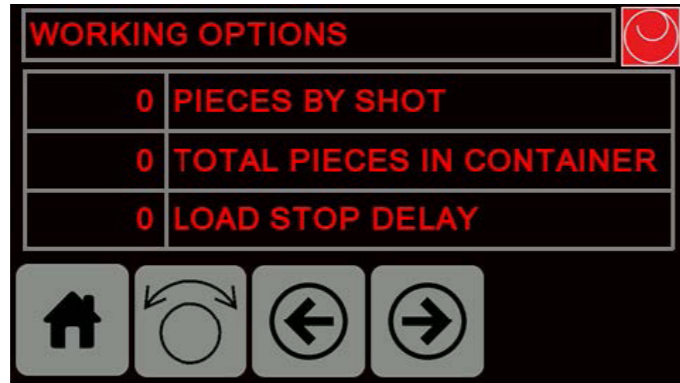 WORKING OPTIONS
0 PIECES BY SHOT
0 TOTAL PIECES IN CONTAINER
0 LOAD STOP DELAY